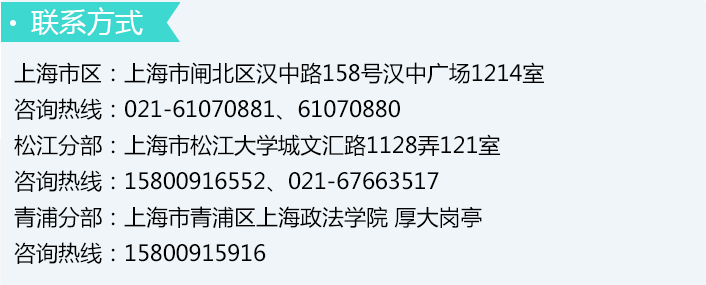 · 联系方式
上海市区：上海市闸北区汉中路158号汉中广场1214室
咨询热线：021-61070881、61070880
松江分部：上海市松江大学城文汇路1128弄121室
咨询热线：15800916552、021-67663517
青浦分部：上海市青浦区上海政法学院 厚大岗亭
咨询热线：15800915916